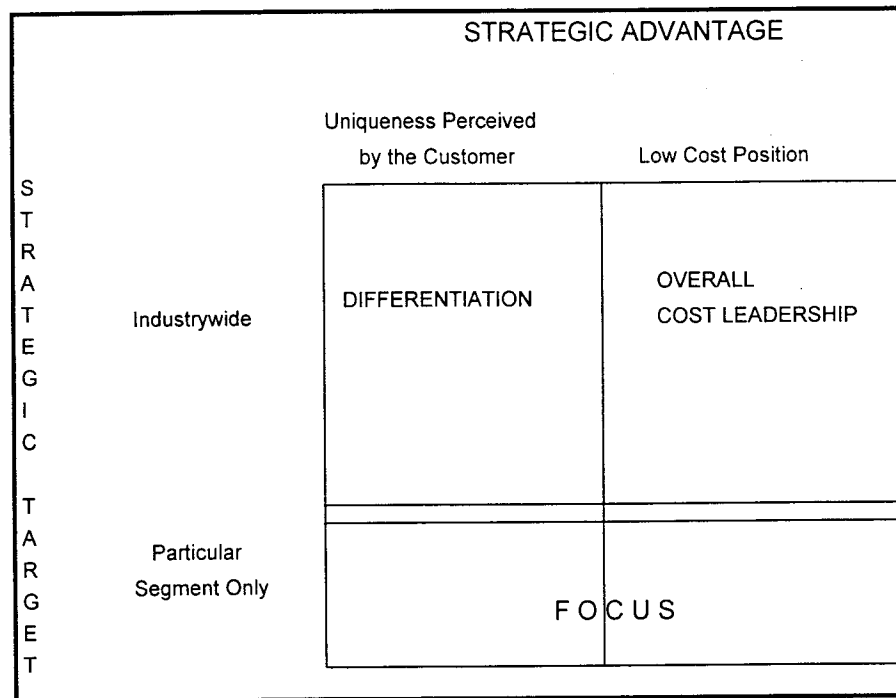 STRATEGIC ADVANTAGE
Uniqueness Perceived
by the Customer
Low Cost Position
STRATEGIC TARGET
Industrywide
DIFFERENTIATION
OVERALL
COST LEADERSHIP
Particular
Segment Only
FOCUS